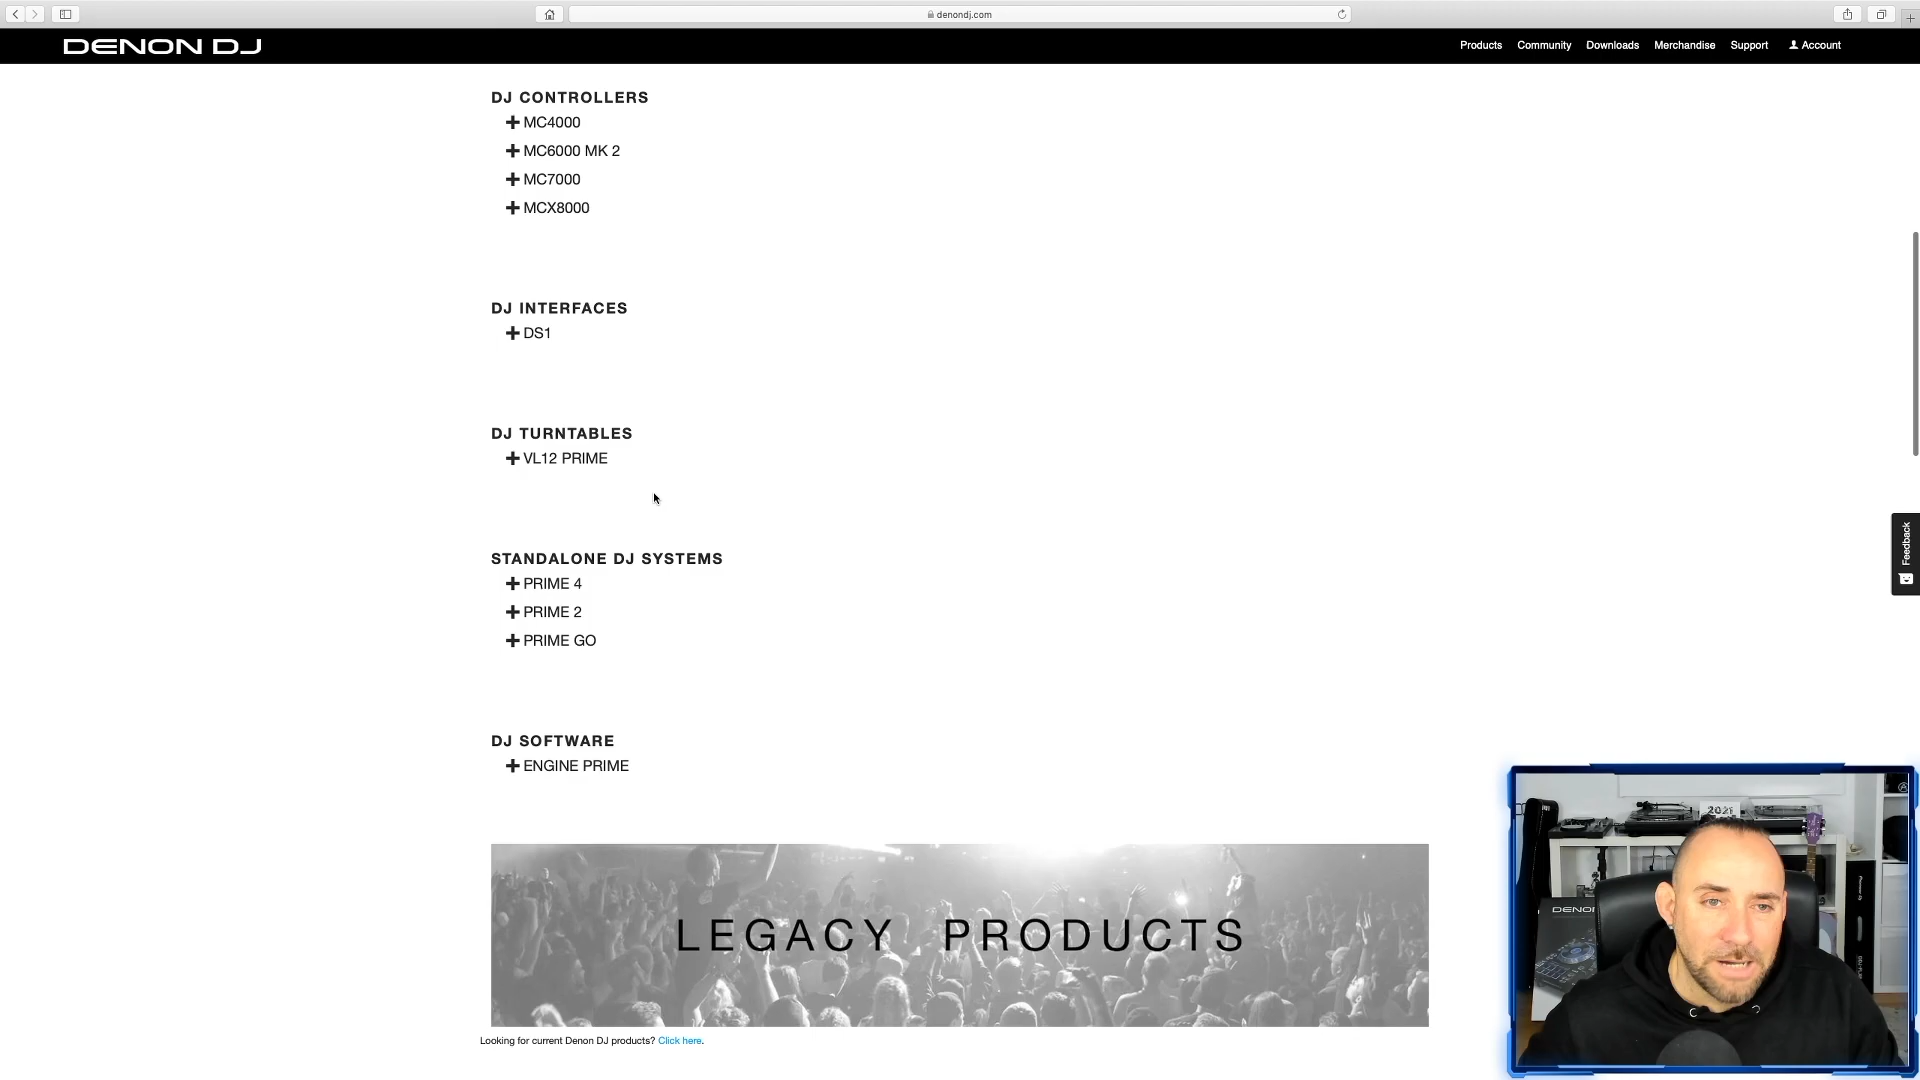 denondj.com
DENON DJ
Products
Community
Downloads
Merchandise
Support
Account
DJ CONTROLLERS
MC4000
MC6000 MK 2
MC7000
MCX8000
DJ INTERFACES
DS1
DJ TURNTABLES
VL12 PRIME
STANDALONE DJ SYSTEMS
PRIME 4
PRIME 2
PRIME GO
DJ SOFTWARE
ENGINE PRIME
LEGACY PRODUCTS
Looking for current Denon DJ products? Click here.
Feedback
2021